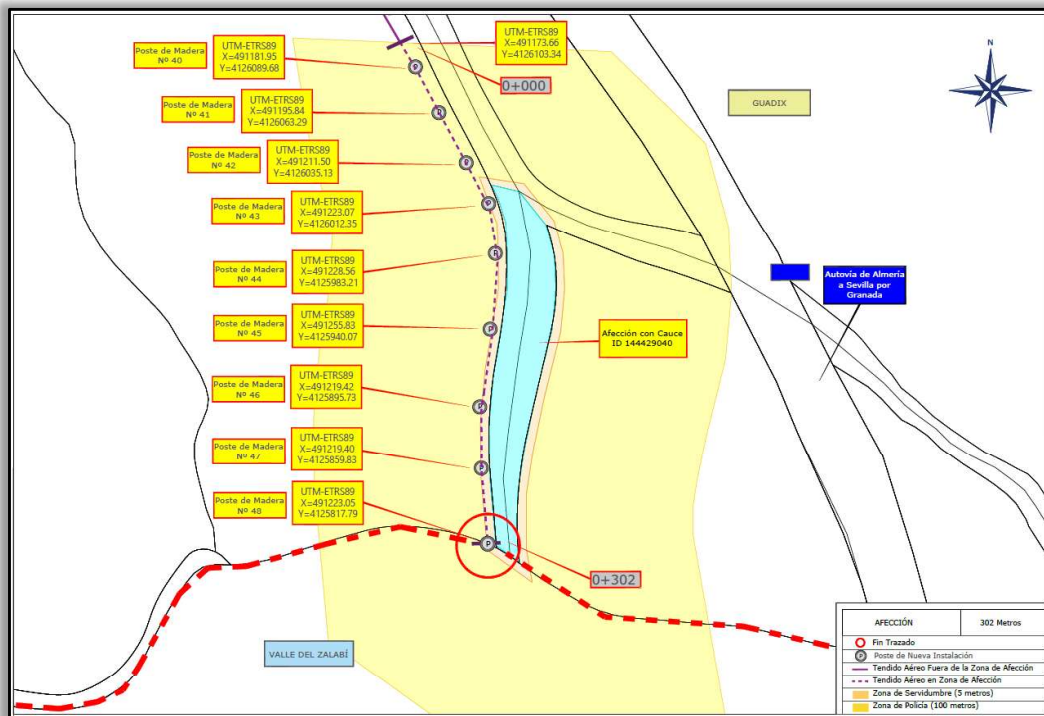 UTM-ETRS89
X=491173.66
Y=4126103.34
0+000
N
GUADIX
Poste de Madera
Nº 40
UTM-ETRS89
X=491181.95
Y=4126089.68
Poste de Madera
Nº 41
UTM-ETRS89
X=491195.84
Y=4126063.29
Poste de Madera
Nº 42
UTM-ETRS89
X=491211.50
Y=4126035.13
Poste de Madera
Nº 43
UTM-ETRS89
X=491223.07
Y=4126012.35
Poste de Madera
Nº 44
UTM-ETRS89
X=491228.56
Y=4125983.21
Poste de Madera
Nº 45
UTM-ETRS89
X=491255.83
Y=4125940.07
Poste de Madera
Nº 46
UTM-ETRS89
X=491219.42
Y=4125895.73
Poste de Madera
Nº 47
UTM-ETRS89
X=491219.40
Y=4125859.83
Poste de Madera
Nº 48
UTM-ETRS89
X=491223.05
Y=4125817.79
P
P
P
P
P
P
P
P
P
Autovía de Almería
a Sevilla por
Granada
Afección con Cauce
ID 144429040
0+302
VALLE DEL ZALABÍ
AFECCIÓN 302 Metros
Fin Trazado
P Poste de Nueva Instalación
Tendido Aéreo Fuera de la Zona de Afección
Tendido Aéreo en Zona de Afección
Zona de Servidumbre (5 metros)
Zona de Policía (100 metros)